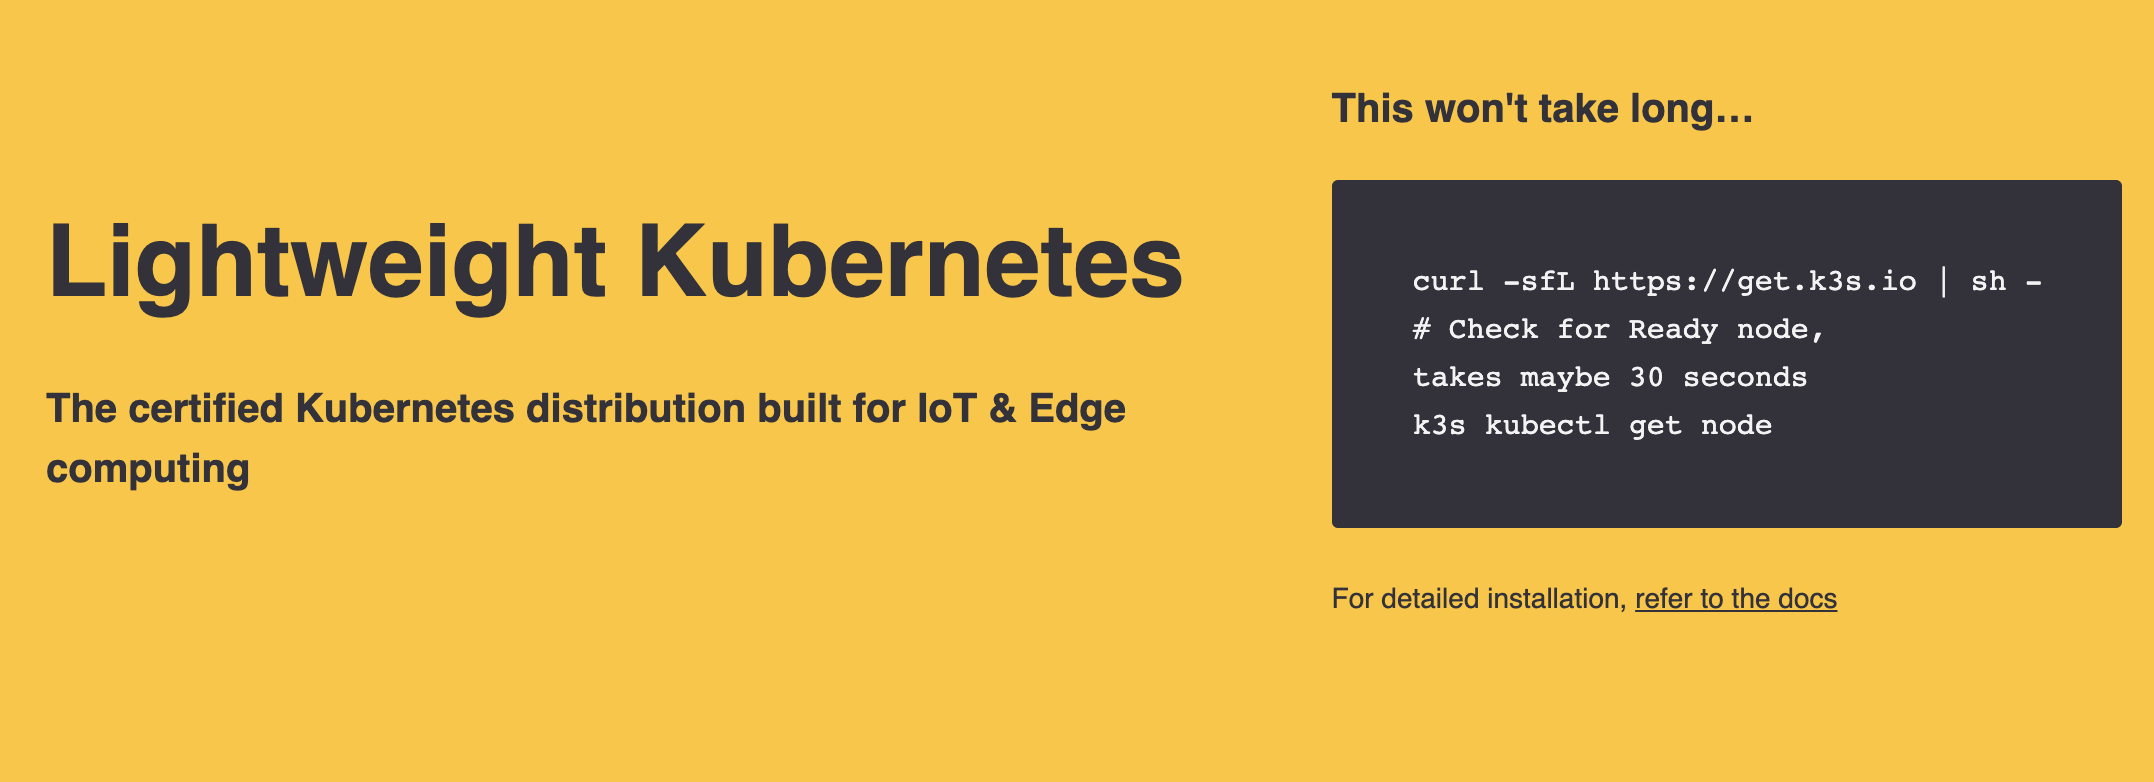 Lightweight Kubernetes
The certified Kubernetes distribution built for IoT & Edge
computing
This won't take long…
curl -sfL https://get.k3s.io | sh -
# Check for Ready node,
takes maybe 30 seconds
k3s kubectl get node
For detailed installation, refer to the docs